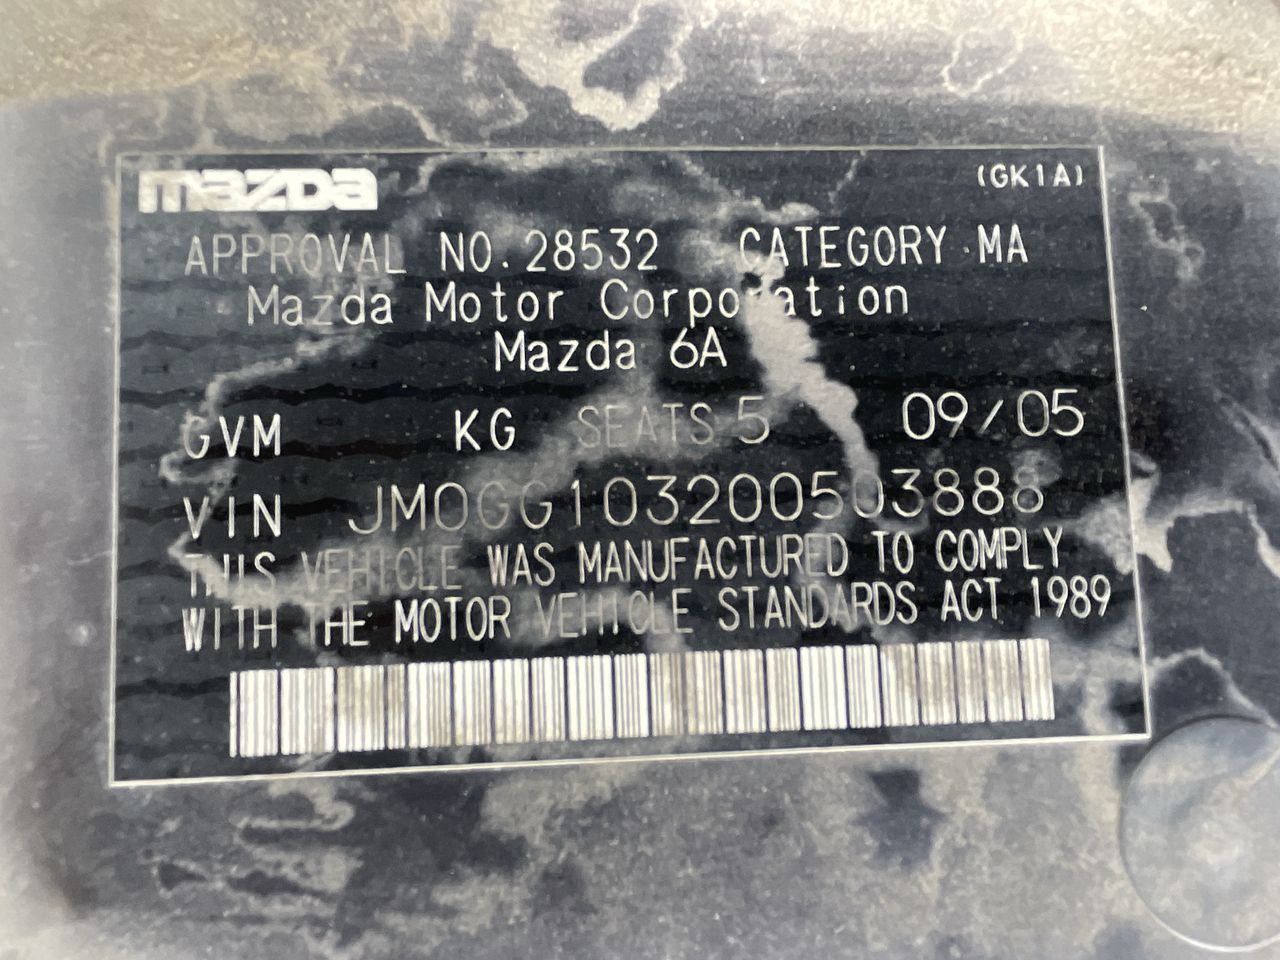 mazda (GK1A)
APPROVAL NO. 28532 CATEGORY MA
Mazda Motor Corporation
Mazda 6A
GVM KG SEATS 5 09/05
VIN JM0GG103200503888
THIS VEHICLE WAS MANUFACTURED TO COMPLY
WITH THE MOTOR VEHICLE STANDARDS ACT 1989